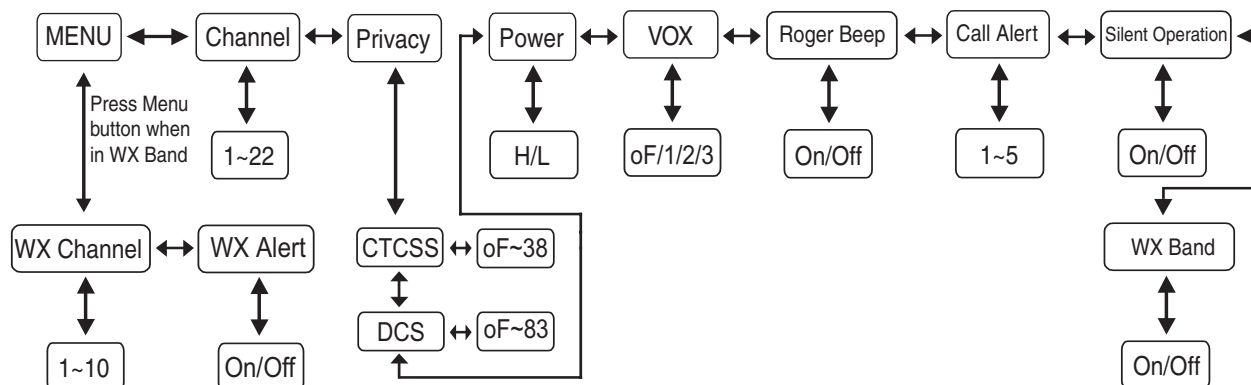 MENU
Channel
Privacy
Power
VOX
Roger Beep
Call Alert
Silent Operation
Press Menu
button when
in WX Band
1~22
H/L
oF/1/2/3
On/Off
1~5
On/Off
WX Channel
WX Alert
CTCSS
oF~38
WX Band
DCS
oF~83
1~10
On/Off
On/Off